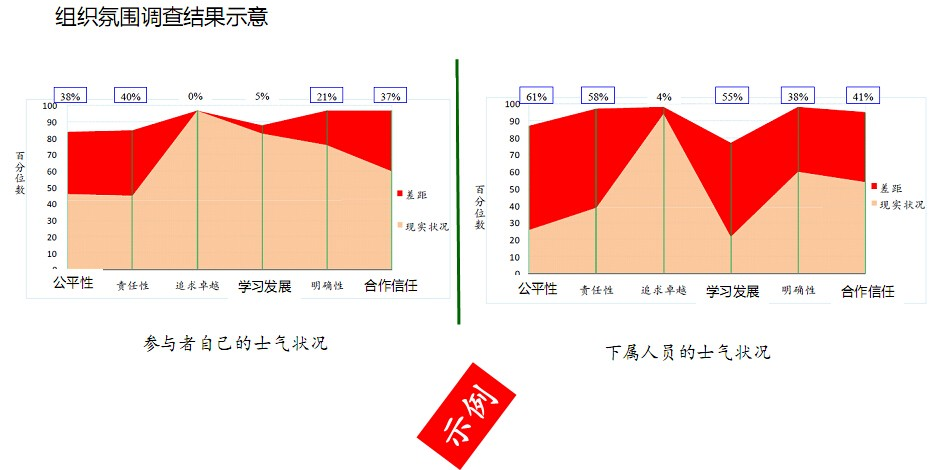 组织氛围调查结果示意
38% 40% 0% 5% 21% 37%
100
90
80
70
60
50
40
30
20
10
0
百分位数
差距
现实状况
公平性 责任性 追求卓越 学习发展 明确性 合作信任
参与者自己的士气状况
61% 58% 4% 55% 38% 41%
100
90
80
70
60
50
40
30
20
10
0
百分位数
差距
现实状况
公平性 责任性 追求卓越 学习发展 明确性 合作信任
下属人员的士气状况
示例